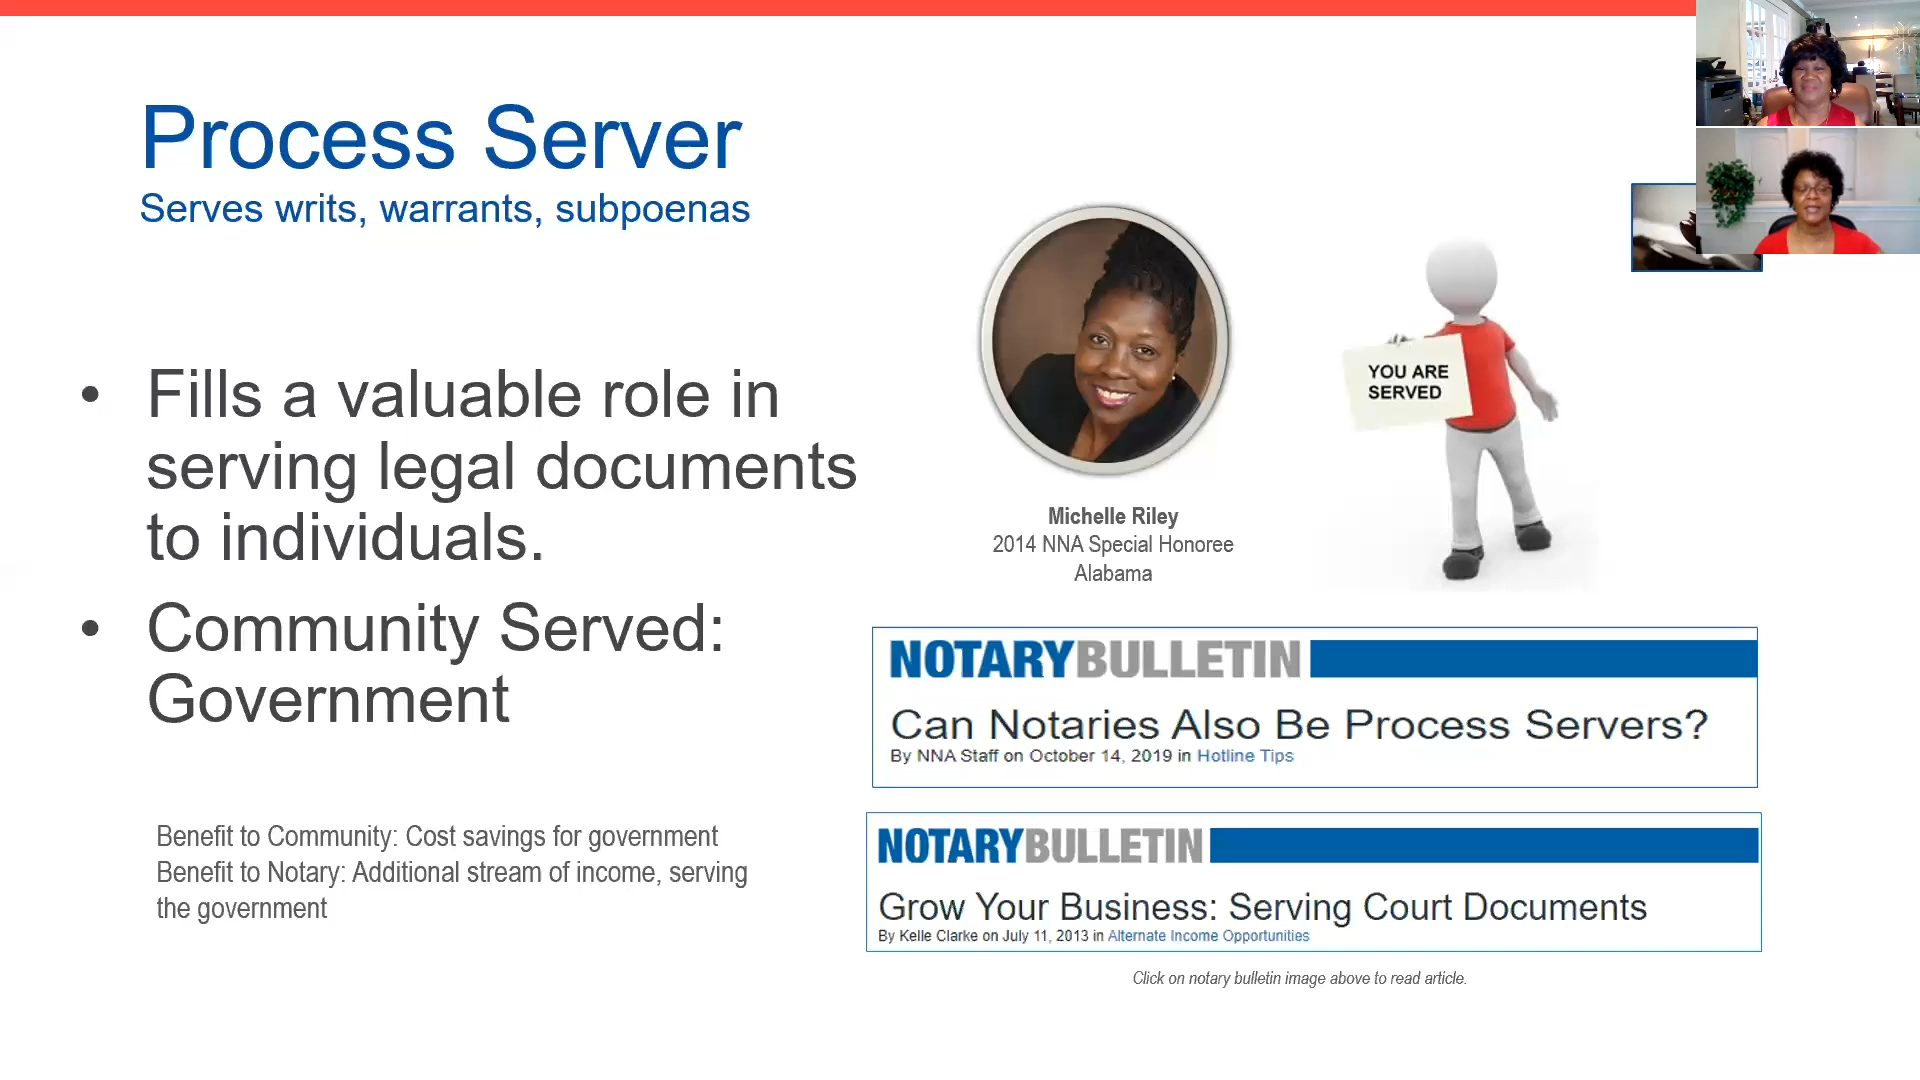 Process Server
Serves writs, warrants, subpoenas
• Fills a valuable role in
serving legal documents
to individuals.
• Community Served:
Government
Benefit to Community: Cost savings for government
Benefit to Notary: Additional stream of income, serving
the government
Michelle Riley
2014 NNA Special Honoree
Alabama
YOU ARE
SERVED
NOTARYBULLETIN
Can Notaries Also Be Process Servers?
By NNA Staff on October 14, 2019 in Hotline Tips
NOTARYBULLETIN
Grow Your Business: Serving Court Documents
By Kelle Clarke on July 11, 2013 in Alternate Income Opportunities
Click on notary bulletin image above to read article.